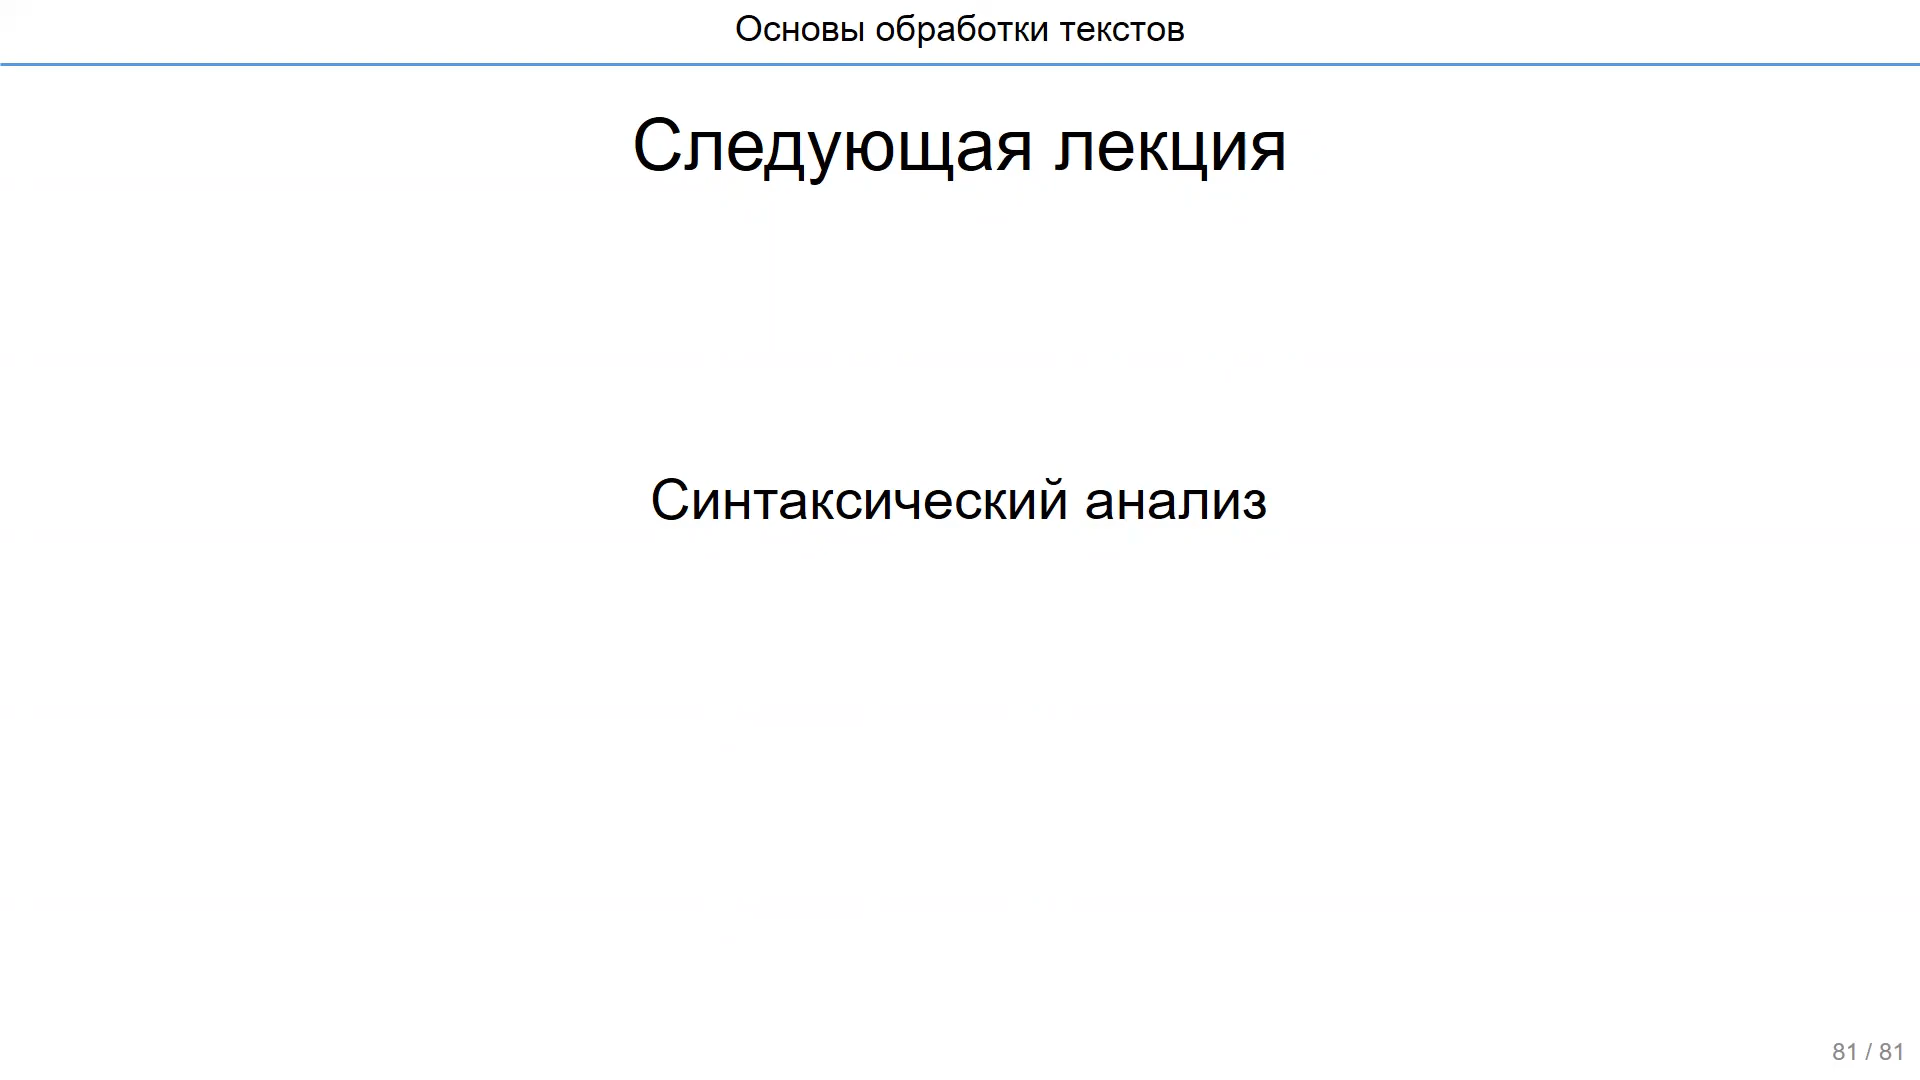 Основы обработки текстов
Следующая лекция
Синтаксический анализ
81 / 81